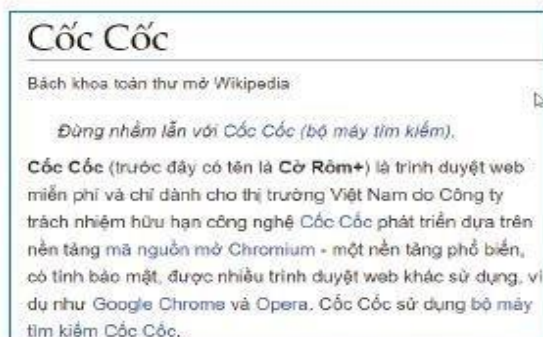 Cốc Cốc
Bách khoa toàn thư mở Wikipedia
Đừng nhầm lẫn với Cốc Cốc (bộ máy tìm kiếm).
Cốc Cốc (trước đây có tên là Cờ Rôm+) là trình duyệt web
miễn phí và chỉ dành cho thị trường Việt Nam do Công ty
trách nhiệm hữu hạn công nghệ Cốc Cốc phát triển dựa trên
nền tảng mã nguồn mở Chromium - một nền tảng phổ biến,
có tính bảo mật, được nhiều trình duyệt web khác sử dụng, ví
dụ như Google Chrome và Opera. Cốc Cốc sử dụng bộ máy
tìm kiếm Cốc Cốc.